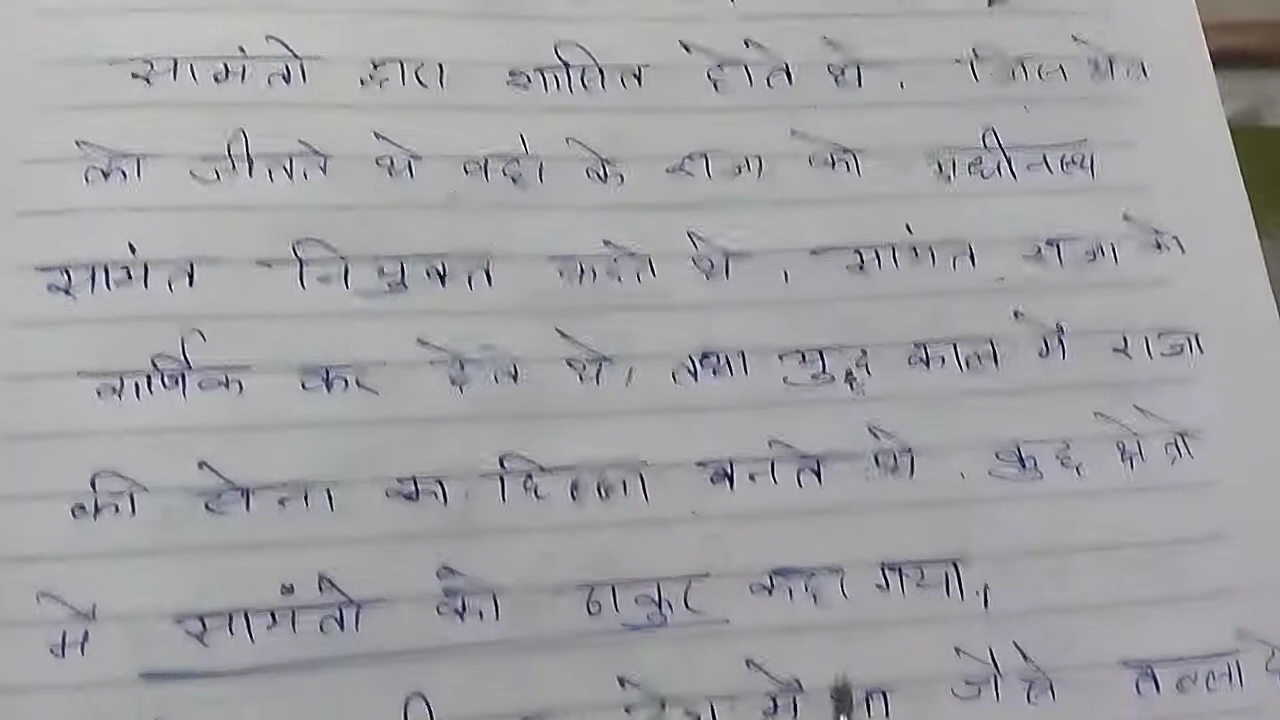 सामंतो द्वारा शासित होते थे.
को जीतते थे वहां के राजा को अधीनस्थ
सामंत नियुक्त करते थे, सामंत राजा को
वार्षिक कर देते थे, तथा युद्ध काल में राजा
की सेना का हिस्सा बनते थे. कुछ क्षेत्रो
में सामंतो को ठाकुर कहा गया,
में जैसे